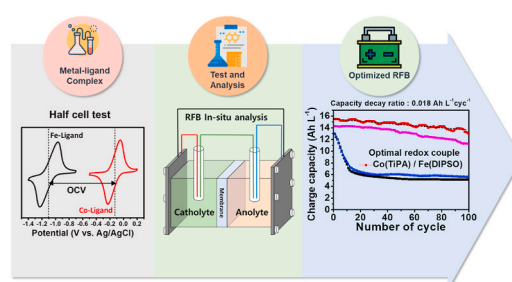 Metal-ligand
Complex
Test and
Analysis
Optimized RFB
Half cell test
Fe-Ligand
OCV
Co-Ligand
-1.4 -1.2 -1.0 -0.8 -0.6 -0.4 -0.2 0.0 0.2
Potential (V vs. Ag/AgCl)
RFB In-situ analysis
Catholyte
Membrane
Anolyte
Capacity decay ratio : 0.018 Ah L⁻¹cyc⁻¹
Charge capacity (Ah L⁻¹)
16
14
12
10
8
6
4
2
0
Optimal redox couple
Co(TiPA) / Fe(DIPSO)
0 20 40 60 80 100
Number of cycle